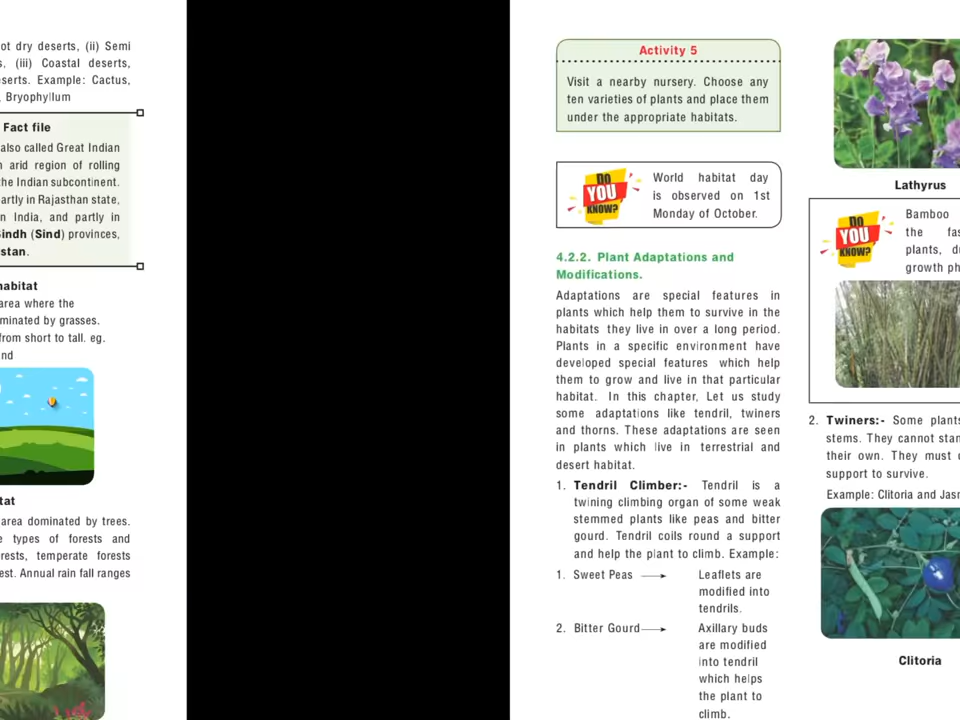 ot dry deserts, (ii) Semi
s. (iii) Coastal deserts,
eserts. Example: Cactus,
, Bryophyllum
Fact file
also called Great Indian
n arid region of rolling
the Indian subcontinent.
artly in Rajasthan state,
n India, and partly in
Sindh (Sind) provinces,
stan.
habitat
area where the
minated by grasses.
from short to tall. eg.
nd
tat
area dominated by trees.
e types of forests and
rests, temperate forests
est. Annual rain fall ranges
Activity 5
Visit a nearby nursery. Choose any
ten varieties of plants and place them
under the appropriate habitats.
DO
YOU
KNOW?
World habitat day
is observed on 1st
Monday of October.
4.2.2. Plant Adaptations and
Modifications.
Adaptations are special features in
plants which help them to survive in the
habitats they live in over a long period.
Plants in a specific environment have
developed special features which help
them to grow and live in that particular
habitat. In this chapter, Let us study
some adaptations like tendril, twiners
and thorns. These adaptations are seen
in plants which live in terrestrial and
desert habitat.
1. Tendril Climber:- Tendril is a
twining climbing organ of some weak
stemmed plants like peas and bitter
gourd. Tendril coils round a support
and help the plant to climb. Example:
1. Sweet Peas → Leaflets are
modified into
tendrils.
2. Bitter Gourd → Axillary buds
are modified
into tendril
which helps
the plant to
climb.
Lathyrus
DO
YOU
KNOW?
Bamboo
the fas
plants, d
growth ph
2. Twiners:- Some plants
stems. They cannot stan
their own. They must d
support to survive.
Example: Clitoria and Jas
Clitoria